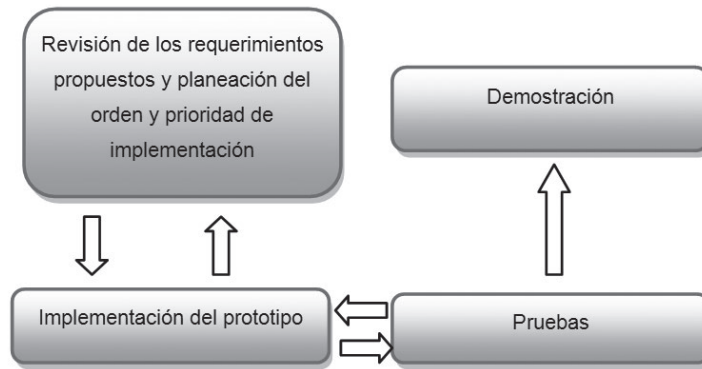 Revisión de los requerimientos
propuestos y planeación del
orden y prioridad de
implementación
Demostración
Implementación del prototipo
Pruebas